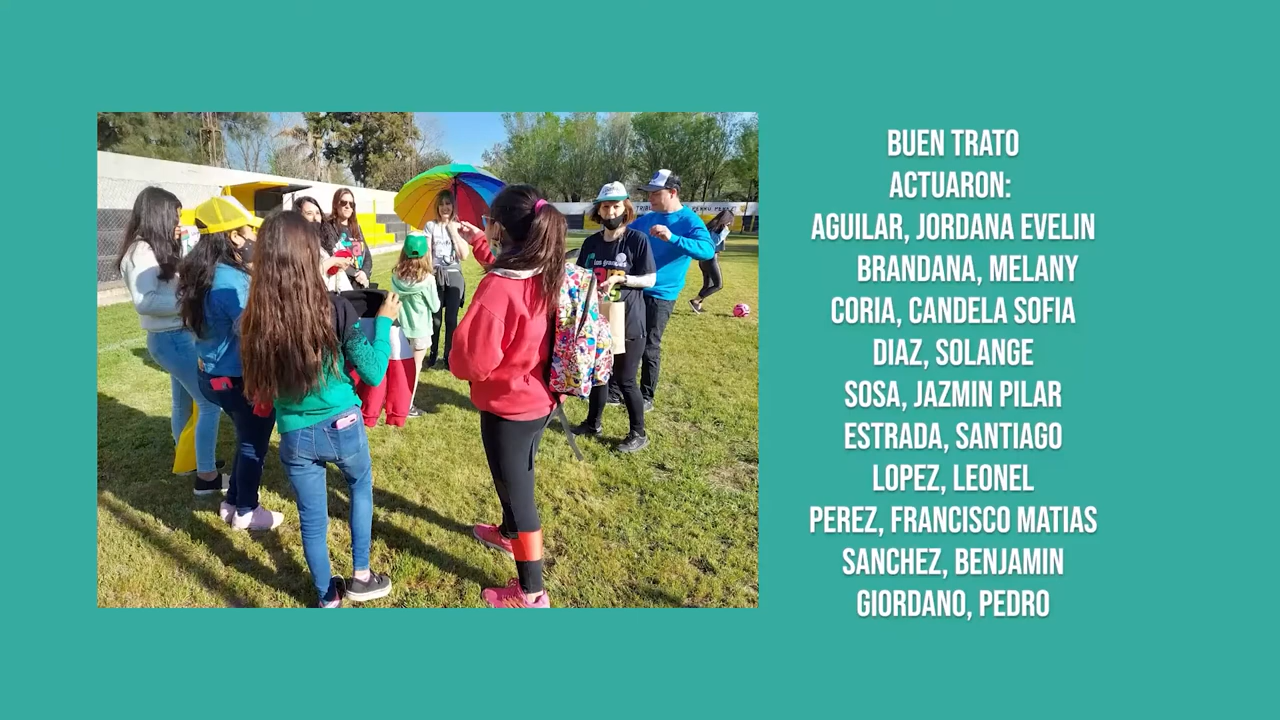 BUEN TRATO
ACTUARON:
AGUILAR, JORDANA EVELIN
BRANDANA, MELANY
CORIA, CANDELA SOFIA
DIAZ, SOLANGE
SOSA, JAZMIN PILAR
ESTRADA, SANTIAGO
LOPEZ, LEONEL
PEREZ, FRANCISCO MATIAS
SANCHEZ, BENJAMIN
GIORDANO, PEDRO